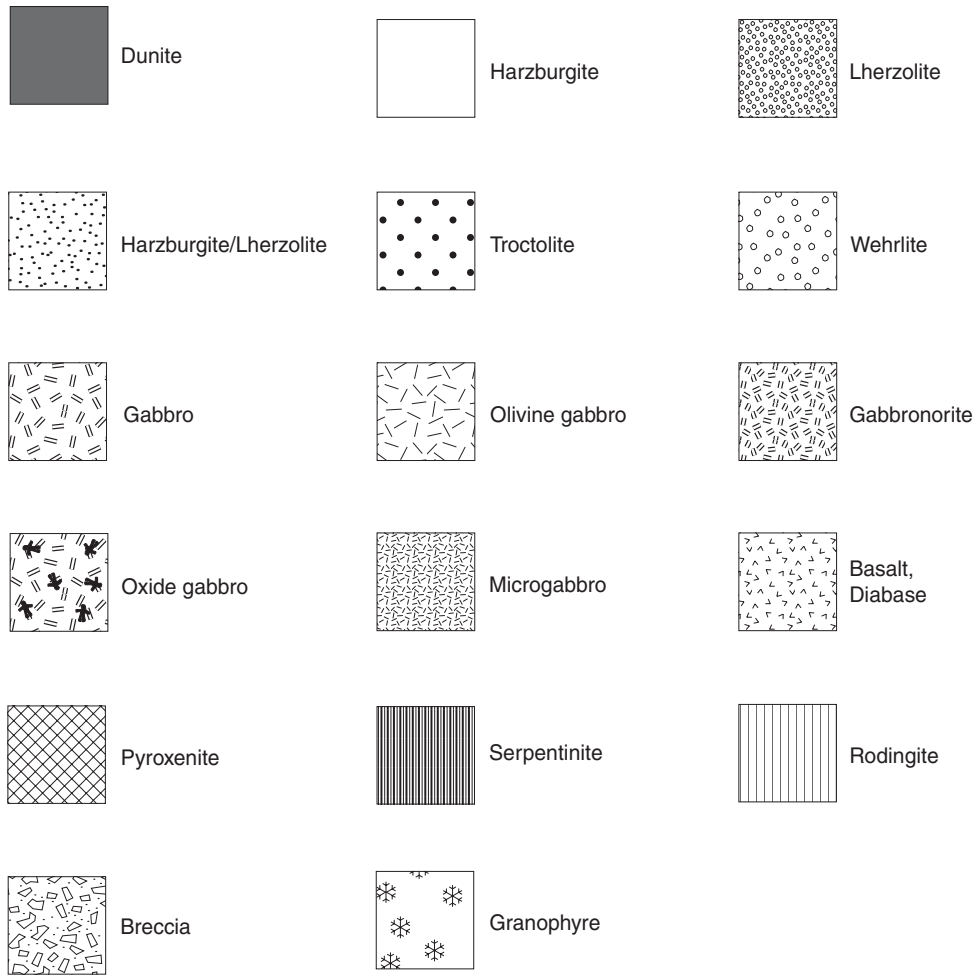 Dunite
Harzburgite
Lherzolite
Harzburgite/Lherzolite
Troctolite
Wehrlite
Gabbro
Olivine gabbro
Gabbronorite
Oxide gabbro
Microgabbro
Basalt,
Diabase
Pyroxenite
Serpentinite
Rodingite
Breccia
Granophyre